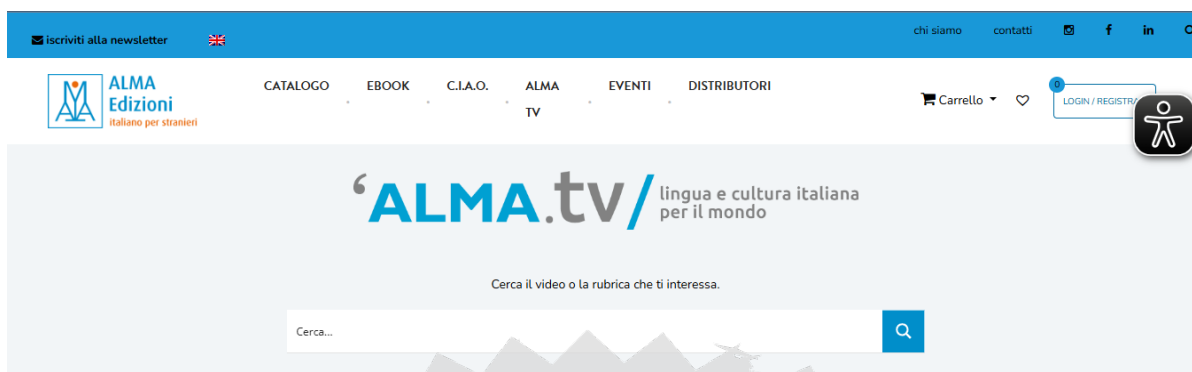 iscriviti alla newsletter
chi siamo contatti
ALMA
Edizioni
italiano per stranieri
CATALOGO EBOOK C.I.A.O. ALMA TV EVENTI DISTRIBUTORI
Carrello
0
LOGIN / REGISTRA
‘ALMA.tv/ lingua e cultura italiana
per il mondo
Cerca il video o la rubrica che ti interessa.
Cerca...